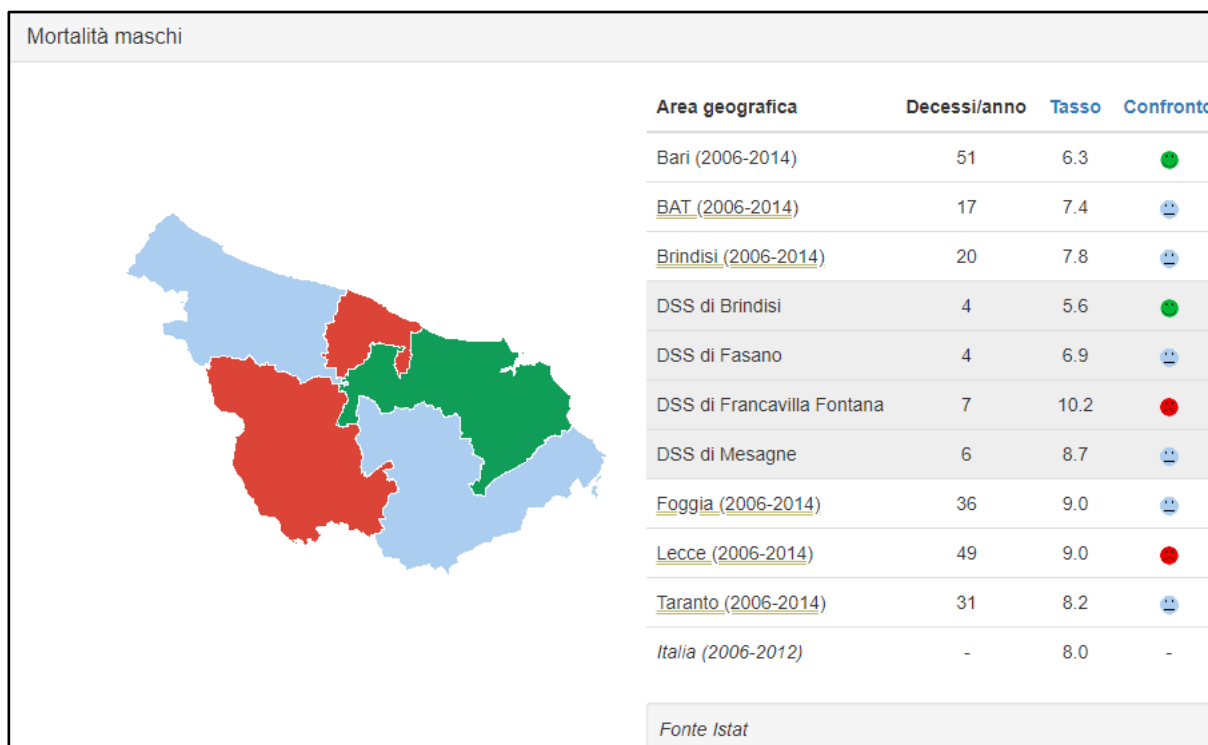 Mortalità maschi
Area geografica Decessi/anno Tasso Confronto
Bari (2006-2014) 51 6.3
BAT (2006-2014) 17 7.4
Brindisi (2006-2014) 20 7.8
DSS di Brindisi 4 5.6
DSS di Fasano 4 6.9
DSS di Francavilla Fontana 7 10.2
DSS di Mesagne 6 8.7
Foggia (2006-2014) 36 9.0
Lecce (2006-2014) 49 9.0
Taranto (2006-2014) 31 8.2
Italia (2006-2012) - 8.0 -
Fonte Istat